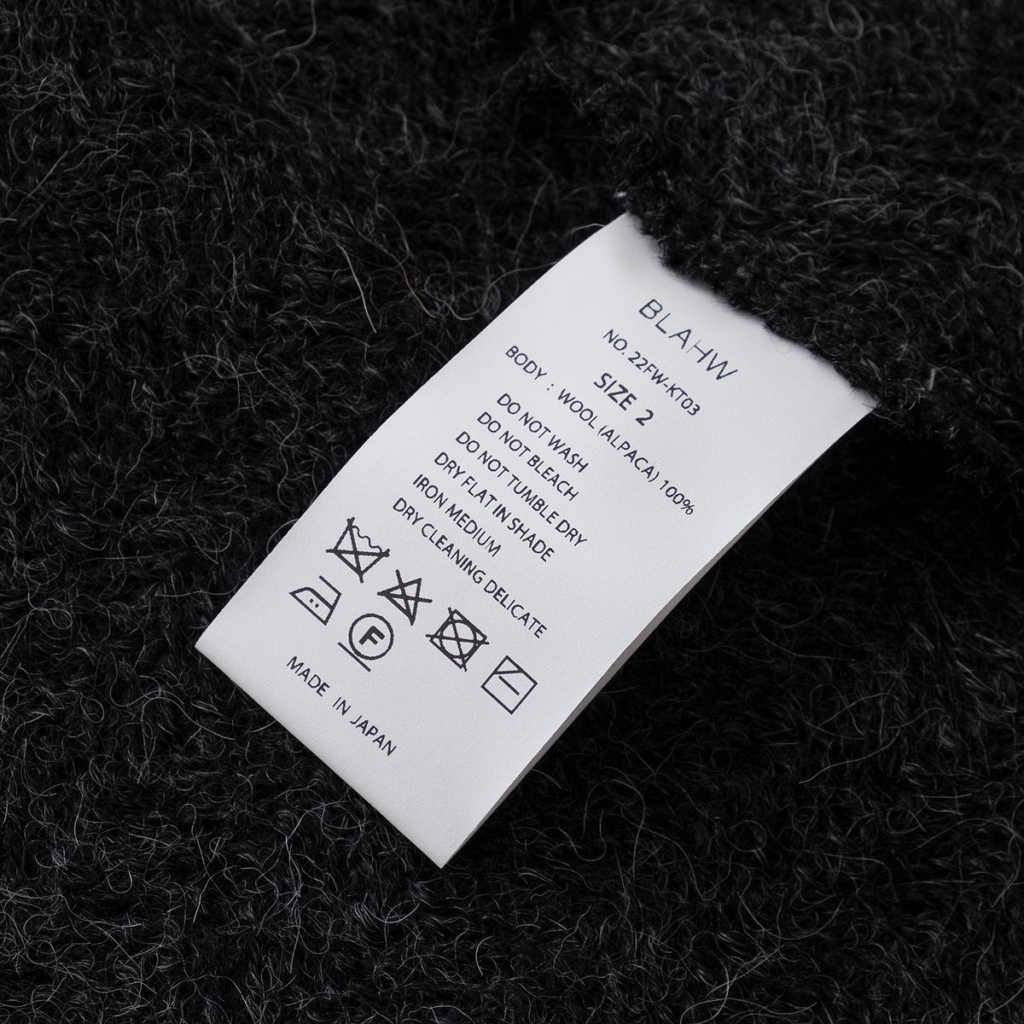 BLAHW
NO. 22FW-KT03
SIZE 2
BODY : WOOL (ALPACA) 100%
DO NOT WASH
DO NOT BLEACH
DO NOT TUMBLE DRY
DRY FLAT IN SHADE
IRON MEDIUM
DRY CLEANING DELICATE
F
MADE IN JAPAN